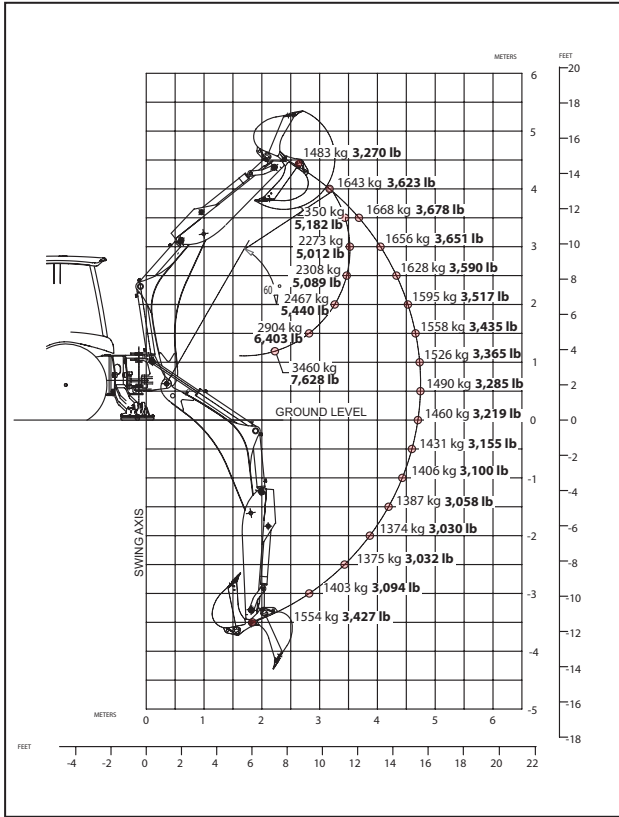 METERS
FEET
6
5
4
3
2
1
0
-1
-2
-3
-4
-5
20
18
16
14
12
10
8
6
4
2
0
-2
-4
-6
-8
-10
-12
-14
-16
-18
1483 kg 3,270 lb
1643 kg 3,623 lb
2350 kg
5,182 lb
1668 kg 3,678 lb
2273 kg
5,012 lb
1656 kg 3,651 lb
2308 kg
5,089 lb
1628 kg 3,590 lb
60 °
2467 kg
5,440 lb
1595 kg 3,517 lb
2904 kg
6,403 lb
1558 kg 3,435 lb
3460 kg
7,628 lb
1526 kg 3,365 lb
1490 kg 3,285 lb
GROUND LEVEL
1460 kg 3,219 lb
1431 kg 3,155 lb
1406 kg 3,100 lb
1387 kg 3,058 lb
1374 kg 3,030 lb
1375 kg 3,032 lb
1403 kg 3,094 lb
1554 kg 3,427 lb
SWING AXIS
METERS
0 1 2 3 4 5 6
FEET
-4 -2 0 2 4 6 8 10 12 14 16 18 20 22